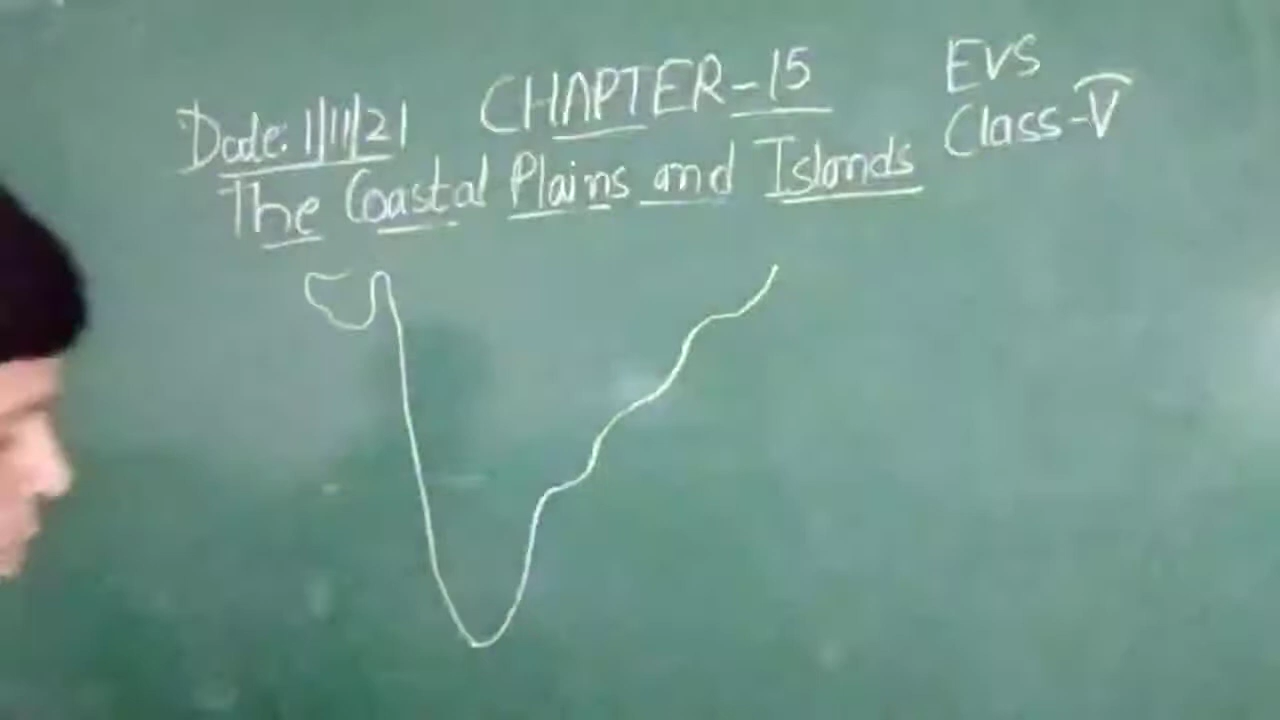 CHAPTER-15
EVS
Date: 1/11/21
Class-V
The Coastal Plains and Islands